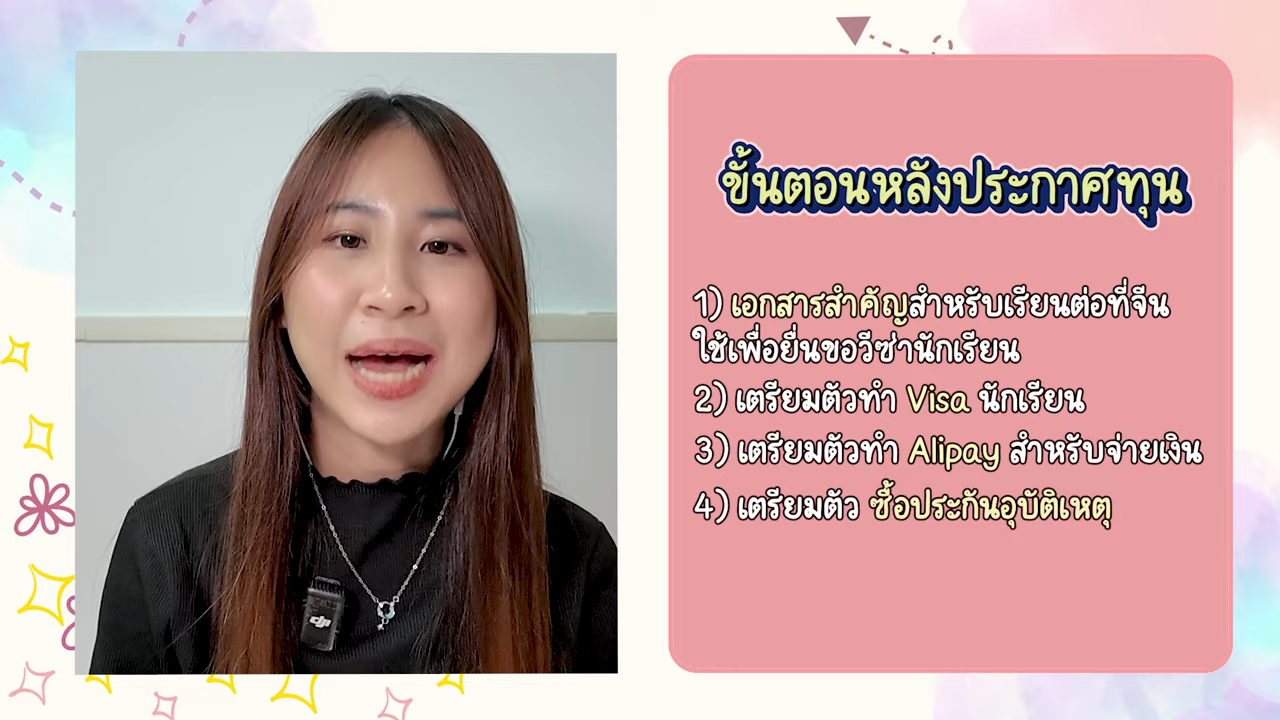 ขั้นตอนหลังประกาศทุน
1) เอกสารสำคัญสำหรับเรียนต่อที่จีน
ใช้เพื่อยื่นขอวีซ่านักเรียน
2) เตรียมตัวทำ Visa นักเรียน
3) เตรียมตัวทำ Alipay สำหรับจ่ายเงิน
4) เตรียมตัว ซื้อประกันอุบัติเหตุ
dji